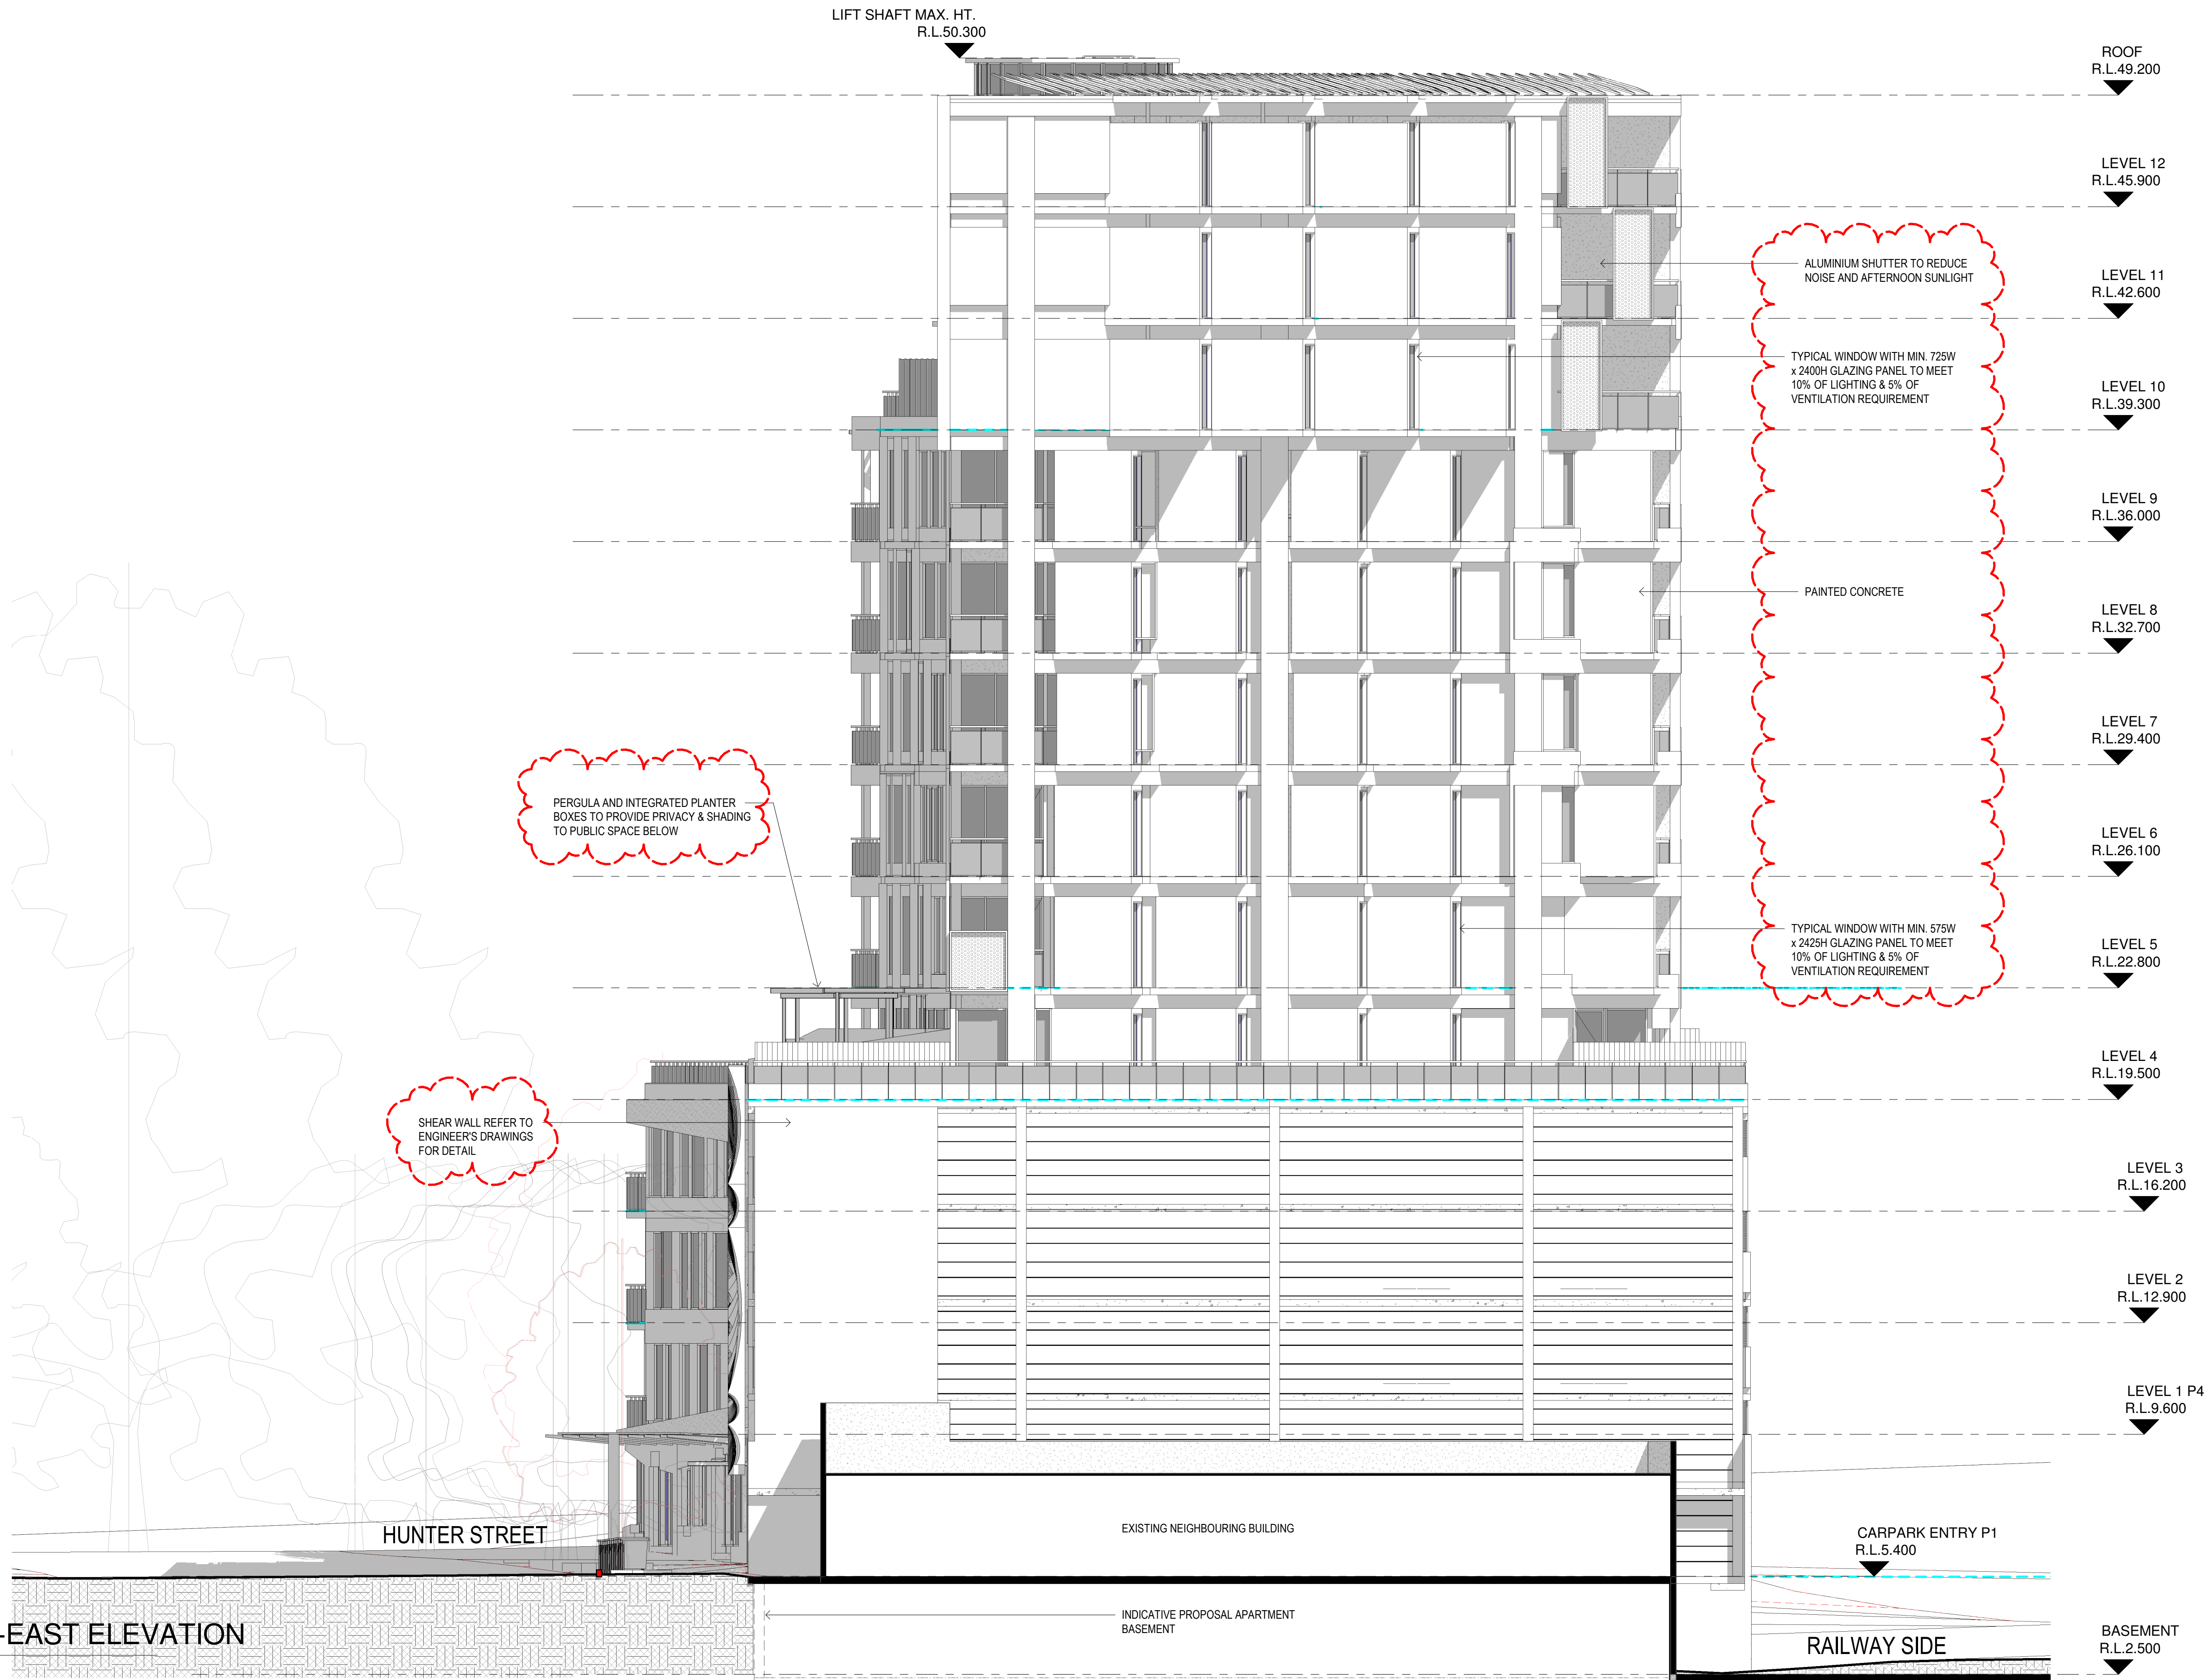 LIFT SHAFT MAX. HT.
R.L.50.300
ROOF
R.L.49.200
LEVEL 12
R.L.45.900
ALUMINIUM SHUTTER TO REDUCE
NOISE AND AFTERNOON SUNLIGHT
LEVEL 11
R.L.42.600
TYPICAL WINDOW WITH MIN. 725W
x 2400H GLAZING PANEL TO MEET
10% OF LIGHTING & 5% OF
VENTILATION REQUIREMENT
LEVEL 10
R.L.39.300
LEVEL 9
R.L.36.000
PAINTED CONCRETE
LEVEL 8
R.L.32.700
LEVEL 7
R.L.29.400
PERGULA AND INTEGRATED PLANTER
BOXES TO PROVIDE PRIVACY & SHADING
TO PUBLIC SPACE BELOW
LEVEL 6
R.L.26.100
TYPICAL WINDOW WITH MIN. 575W
x 2425H GLAZING PANEL TO MEET
10% OF LIGHTING & 5% OF
VENTILATION REQUIREMENT
LEVEL 5
R.L.22.800
LEVEL 4
R.L.19.500
SHEAR WALL REFER TO
ENGINEER'S DRAWINGS
FOR DETAIL
LEVEL 3
R.L.16.200
LEVEL 2
R.L.12.900
LEVEL 1 P4
R.L.9.600
HUNTER STREET
EXISTING NEIGHBOURING BUILDING
CARPARK ENTRY P1
R.L.5.400
INDICATIVE PROPOSAL APARTMENT
BASEMENT
-EAST ELEVATION
RAILWAY SIDE
BASEMENT
R.L.2.500